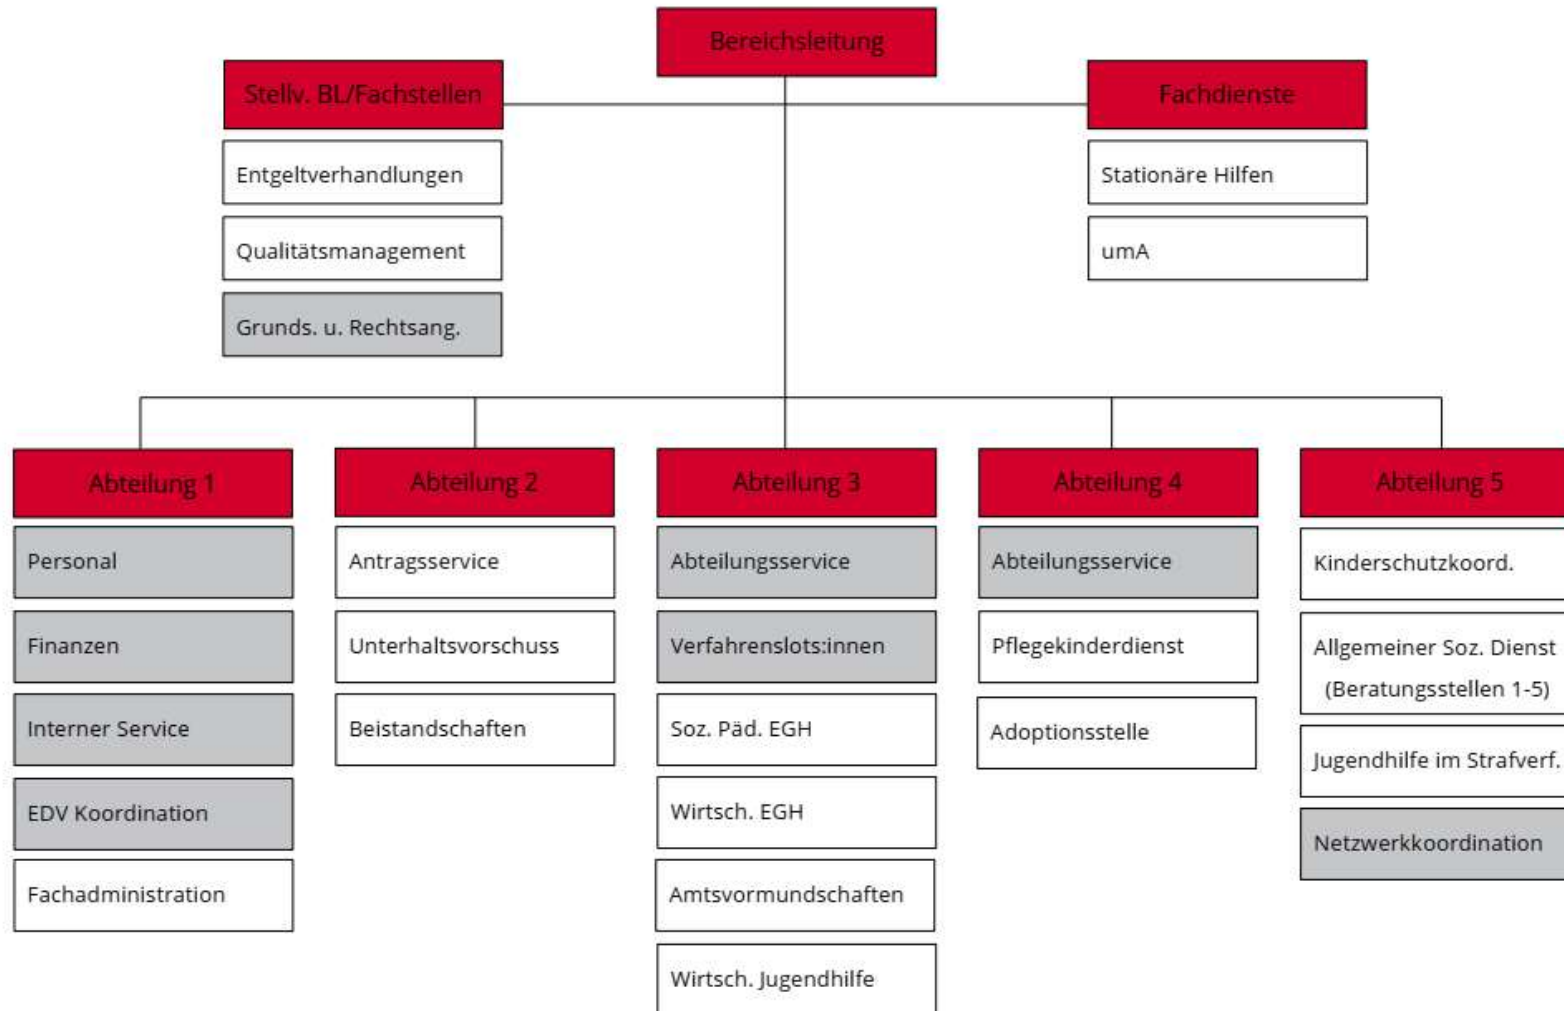 Bereichsleitung
Stellv. BL/Fachstellen
Entgeltverhandlungen
Qualitätsmanagement
Grunds. u. Rechtsang.
Fachdienste
Stationäre Hilfen
umA
Abteilung 1
Personal
Finanzen
Interner Service
EDV Koordination
Fachadministration
Abteilung 2
Antragsservice
Unterhaltsvorschuss
Beistandschaften
Abteilung 3
Abteilungsservice
Verfahrenslots:innen
Soz. Päd. EGH
Wirtsch. EGH
Amtsvormundschaften
Wirtsch. Jugendhilfe
Abteilung 4
Abteilungsservice
Pflegekinderdienst
Adoptionsstelle
Abteilung 5
Kinderschutzkoord.
Allgemeiner Soz. Dienst
(Beratungsstellen 1-5)
Jugendhilfe im Strafverf.
Netzwerkkoordination